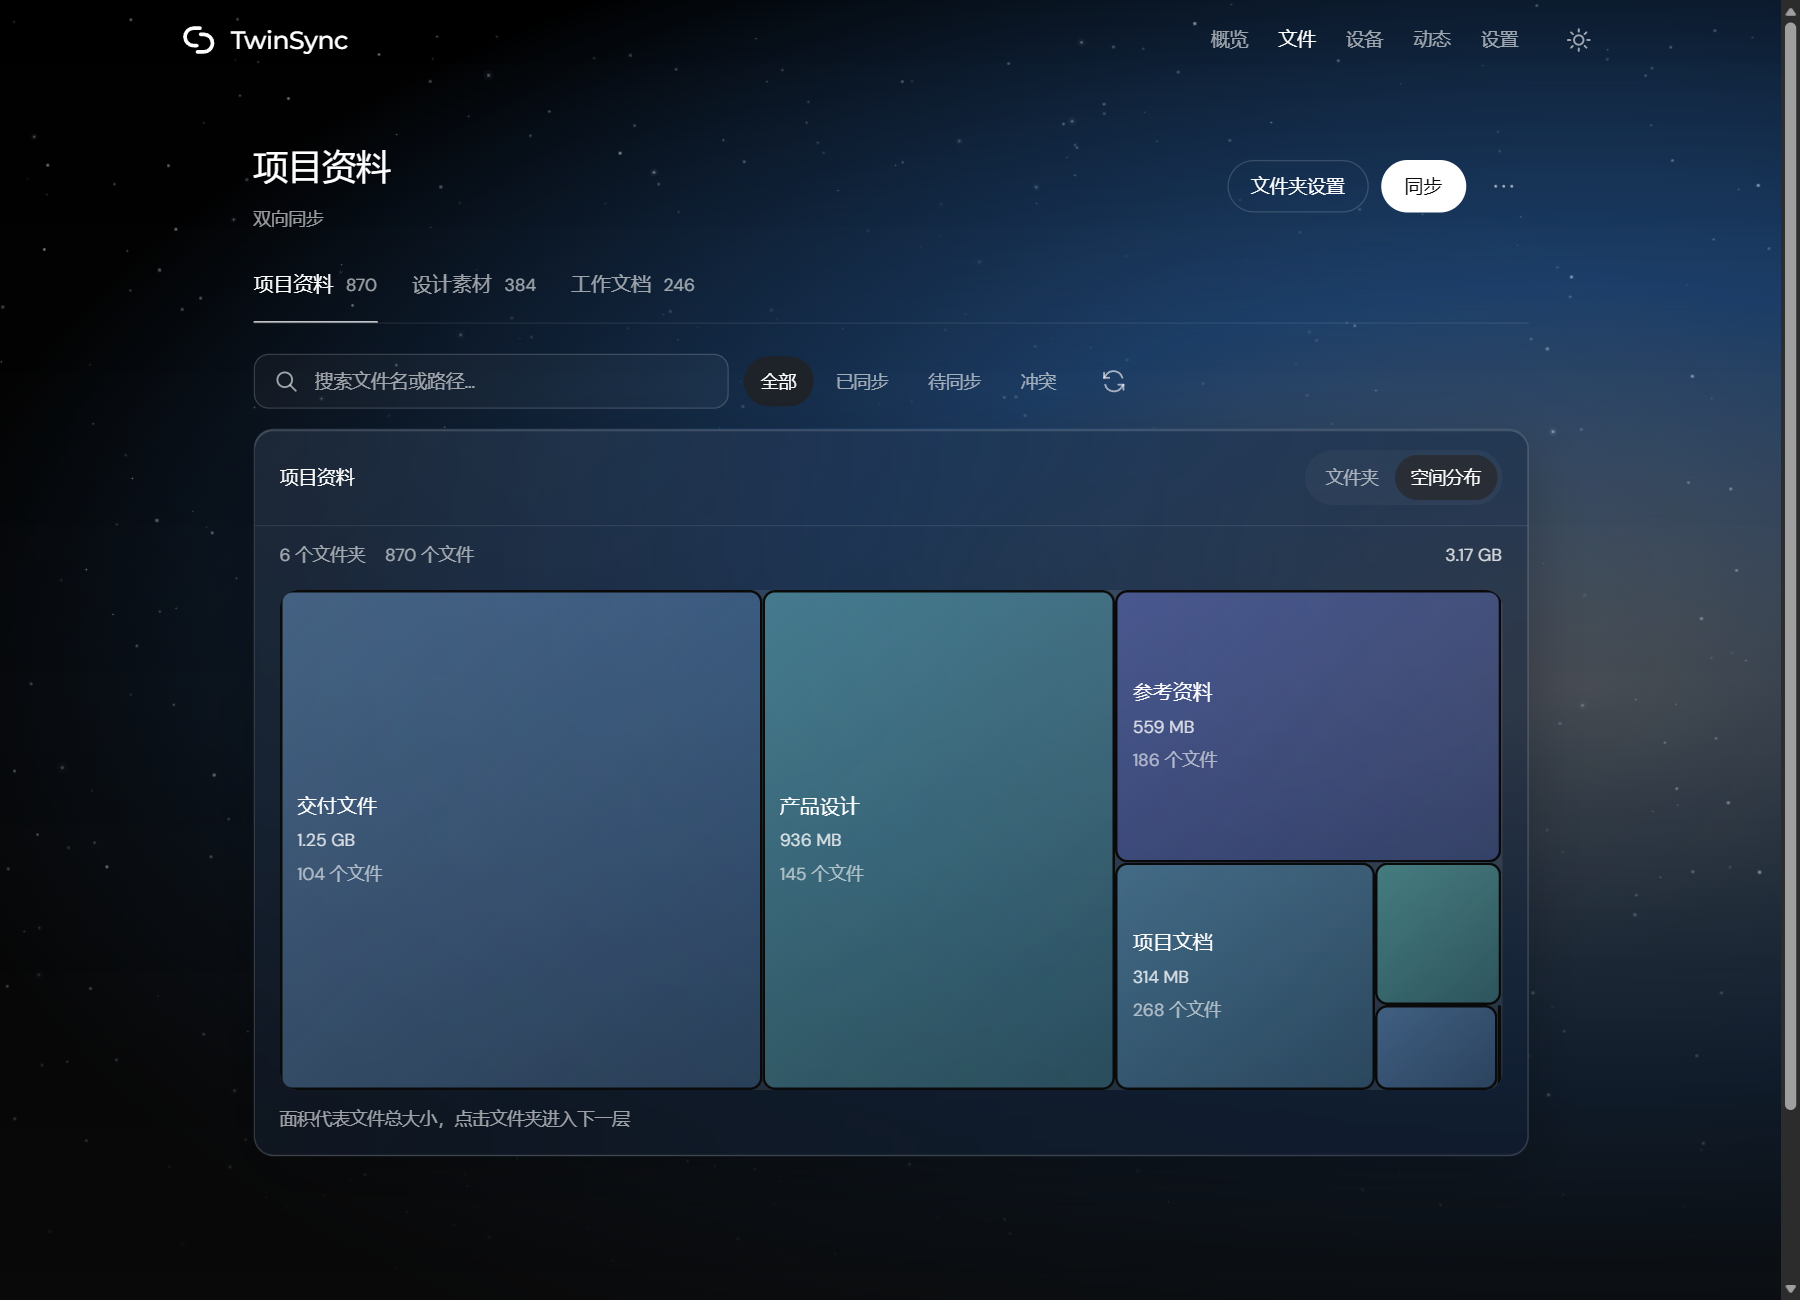 TwinSync
概览 文件 设备 动态 设置
项目资料
双向同步
文件夹设置 同步 ···
项目资料 870 设计素材 384 工作文档 246
搜索文件名或路径... 全部 已同步 待同步 冲突
项目资料 文件夹 空间分布
6 个文件夹 870 个文件 3.17 GB
交付文件
1.25 GB
104 个文件
产品设计
936 MB
145 个文件
参考资料
559 MB
186 个文件
项目文档
314 MB
268 个文件
面积代表文件总大小，点击文件夹进入下一层